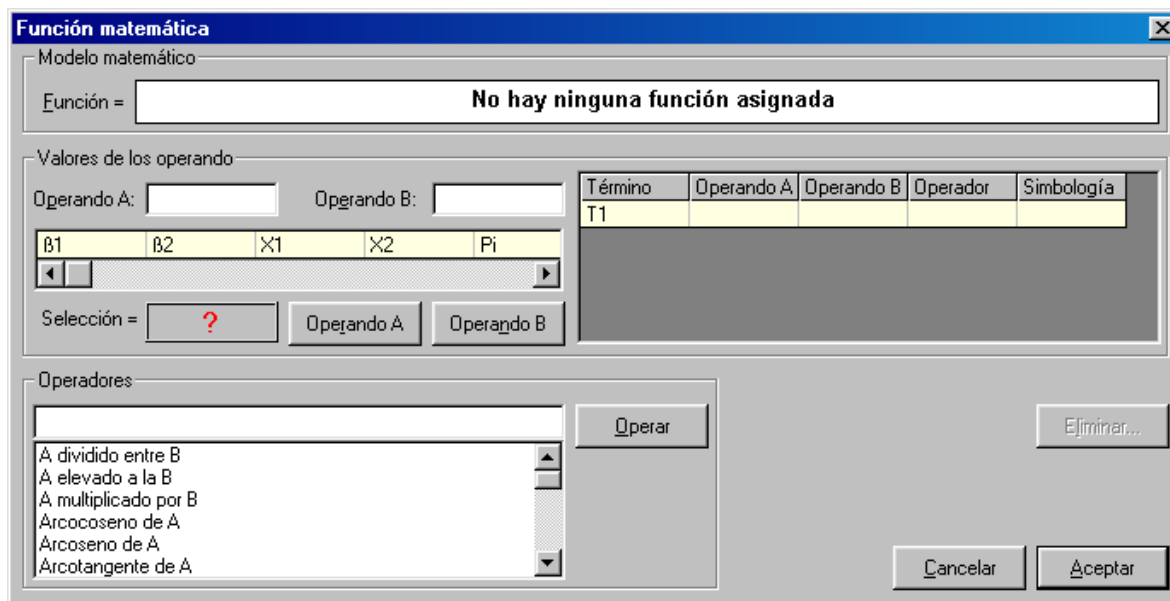 Función matemática
Modelo matemático
Función =
No hay ninguna función asignada
Valores de los operando
Operando A:
Operando B:
ß1 ß2 X1 X2 Pi
Selección = ?
Operando A
Operando B
Término Operando A Operando B Operador Simbología
T1
Operadores
Operar
A dividido entre B
A elevado a la B
A multiplicado por B
Arcocoseno de A
Arcoseno de A
Arcotangente de A
Eliminar...
Cancelar
Aceptar